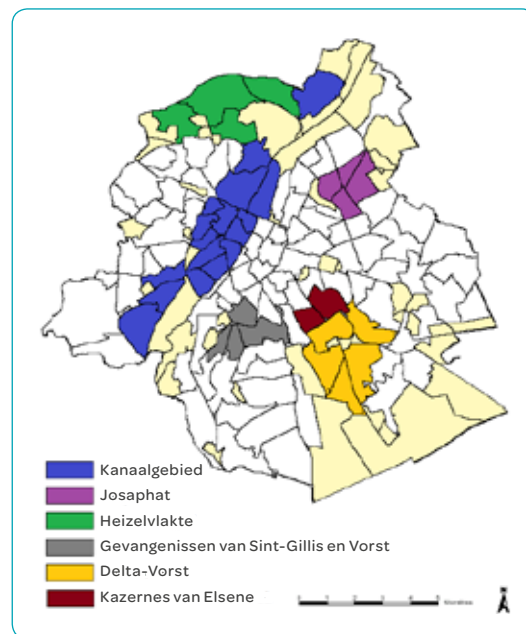 Kanaalgebied
Josaphat
Heizelvlakte
Gevangenissen van Sint-Gillis en Vorst
Delta-Vorst
Kazernes van Elsene